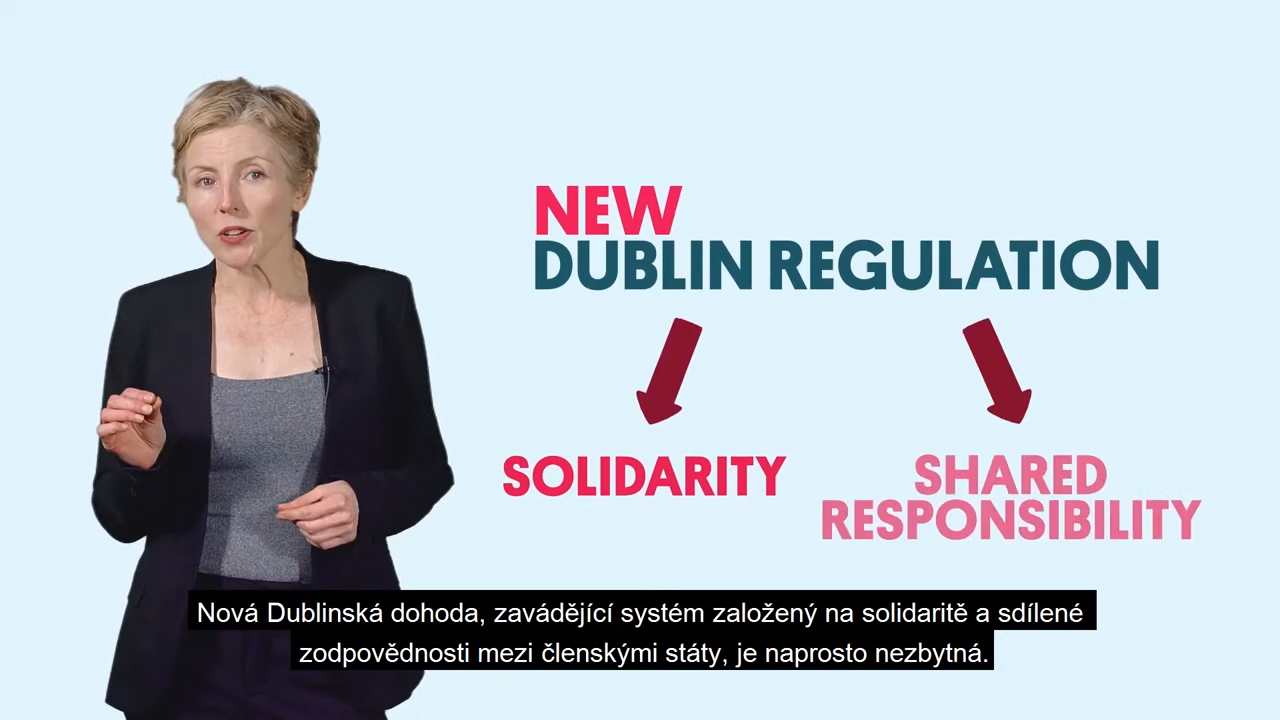 NEW
DUBLIN REGULATION
SOLIDARITY
SHARED
RESPONSIBILITY
Nová Dublinská dohoda, zavádějící systém založený na solidaritě a sdílené
zodpovědnosti mezi členskými státy, je naprosto nezbytná.